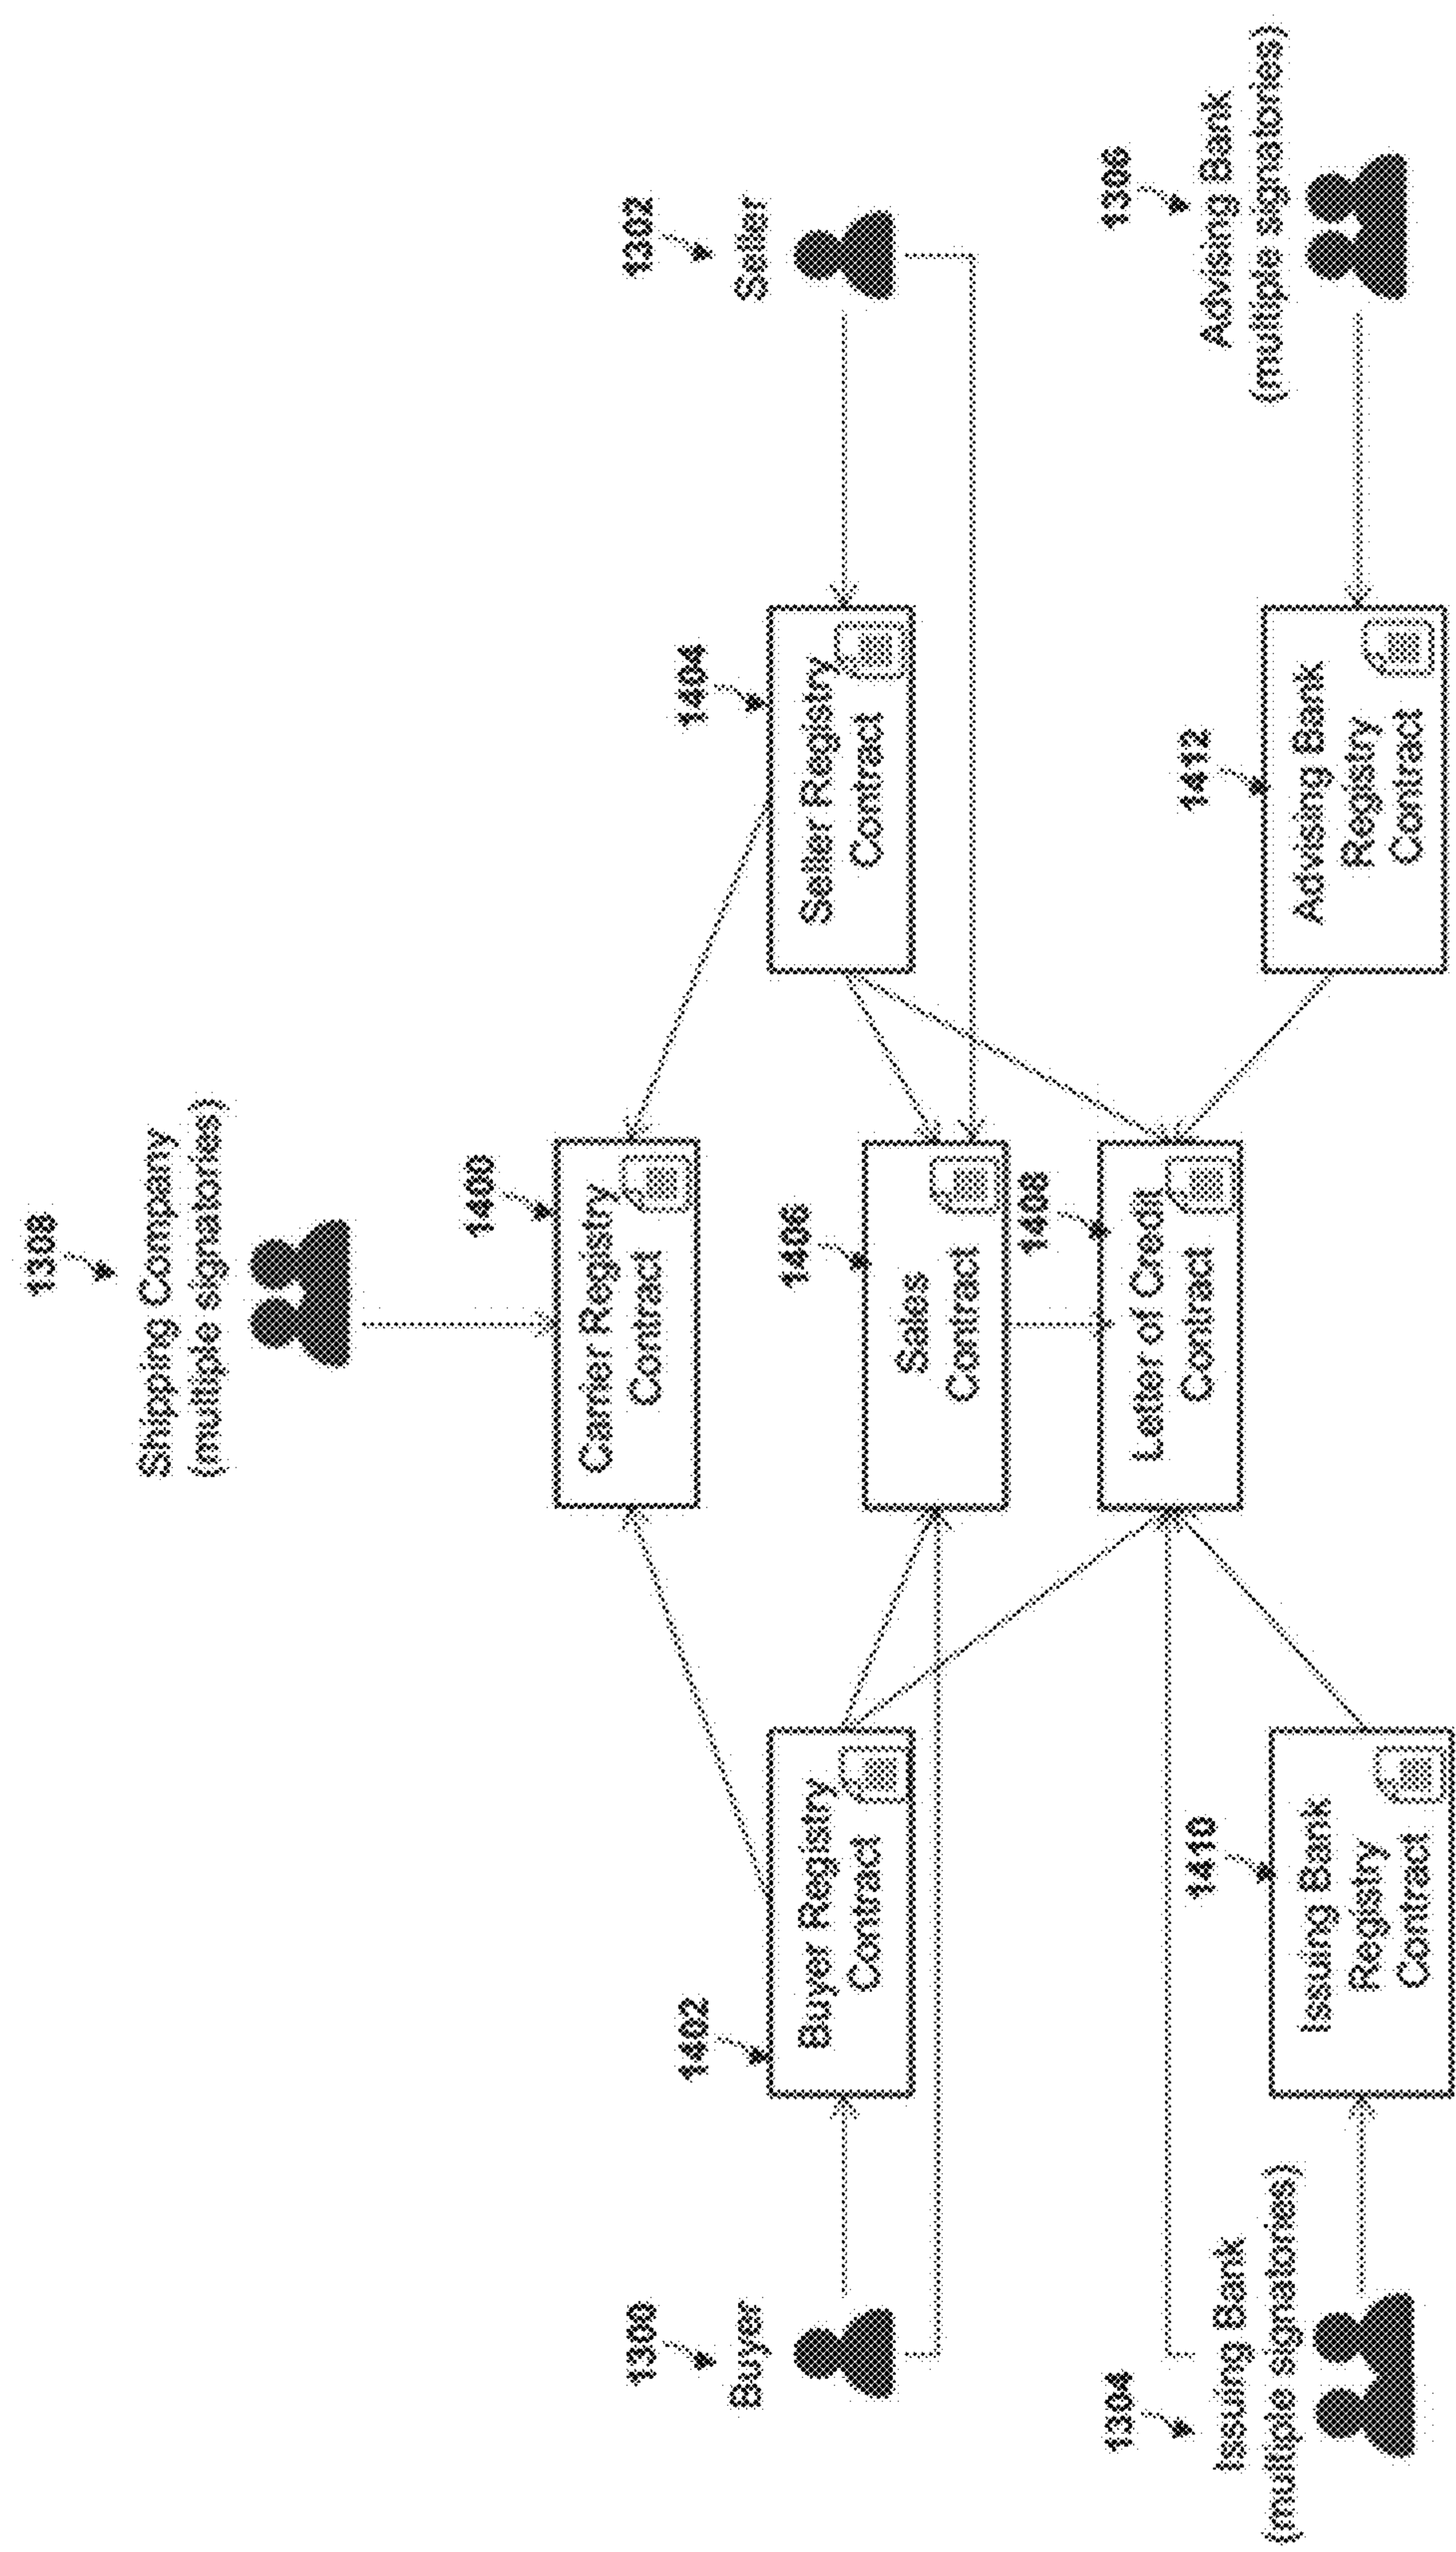 1308
Shipping Company
(multiple signatories)
1400
Carrier Registry
Contract
1300
Buyer
1402
Buyer Registry
Contract
1406
Sales
Contract
1404
Seller Registry
Contract
1302
Seller
1408
Letter of Credit
Contract
1304
Issuing Bank
(multiple signatories)
1410
Issuing Bank
Registry
Contract
1412
Advising Bank
Registry
Contract
1306
Advising Bank
(multiple signatories)